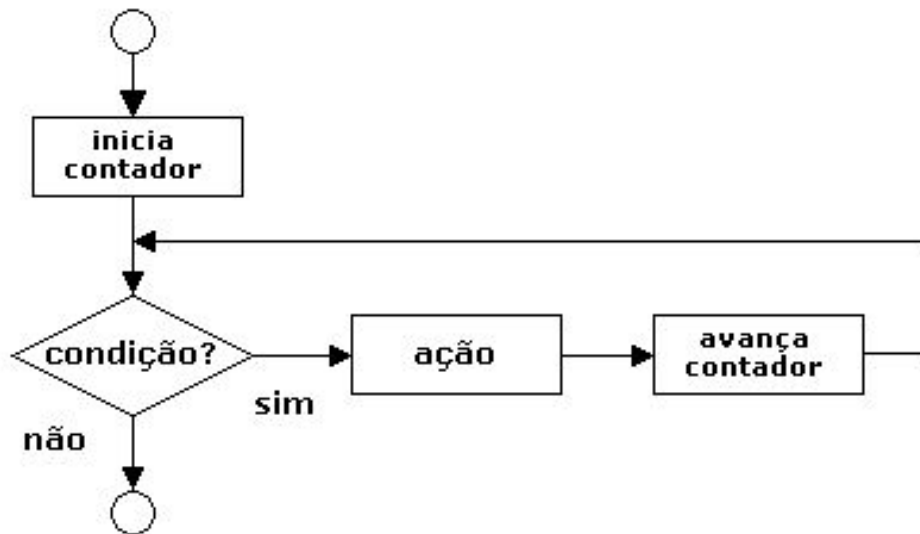 inicia
contador
condição?
sim
não
ação
avança
contador